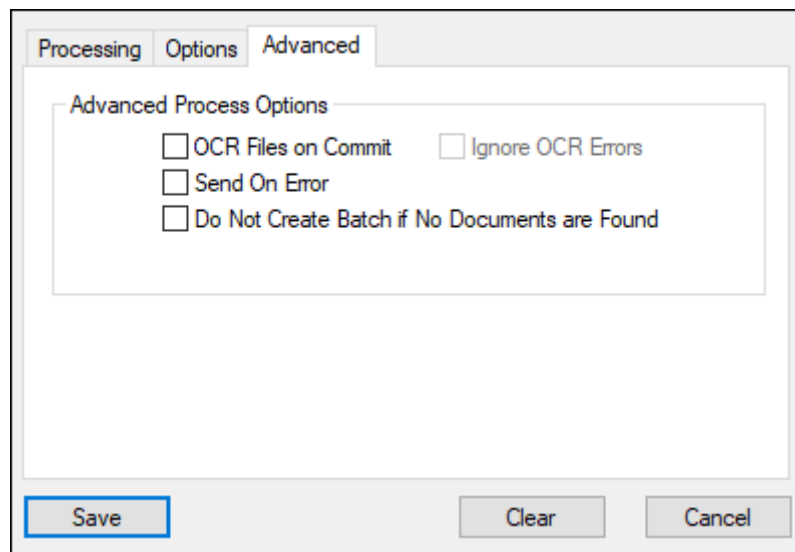 Processing Options Advanced
Advanced Process Options
OCR Files on Commit Ignore OCR Errors
Send On Error
Do Not Create Batch if No Documents are Found
Save Clear Cancel